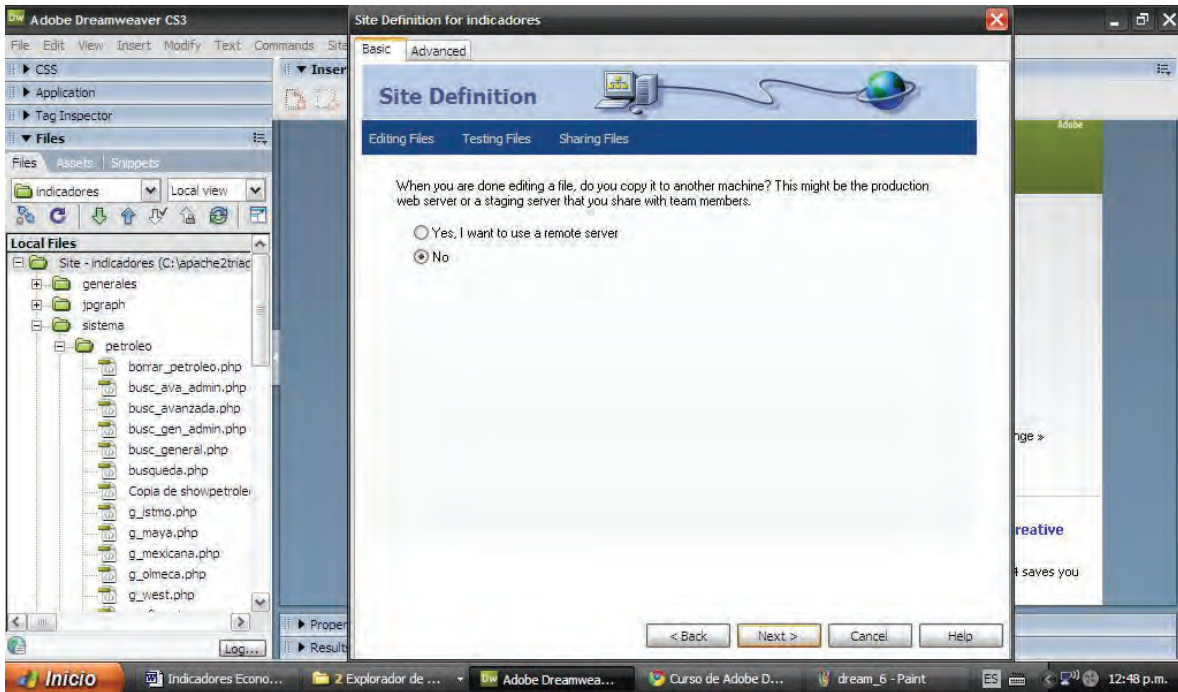 Adobe Dreamweaver CS3
File Edit View Insert Modify Text Commands Site
CSS
Application
Tag Inspector
Files
Files Assets Snippets
indicadores Local view
Local Files
Site - indicadores (C:\apache2triad
generales
jpgraph
sistema
petroleo
borrar_petroleo.php
busc_ava_admin.php
busc_avanzada.php
busc_gen_admin.php
busc_general.php
busqueda.php
Copia de showpetrole
g_istmo.php
g_maya.php
g_mexicana.php
g_olmeca.php
g_west.php
Log...
Inser
Proper
Results
Site Definition for indicadores
Basic Advanced
Site Definition
Editing Files Testing Files Sharing Files
When you are done editing a file, do you copy it to another machine? This might be the production
web server or a staging server that you share with team members.
Yes, I want to use a remote server
No
< Back Next > Cancel Help
Adobe
nge »
reative
saves you
Inicio Indicadores Econo... 2 Explorador de ... Adobe Dreamwea... Curso de Adobe D... dream_6 - Paint ES 12:48 p.m.